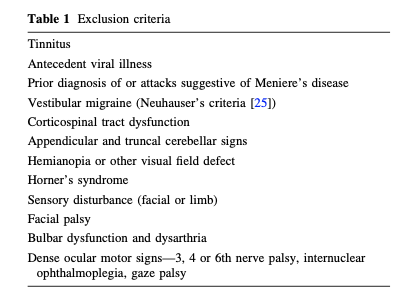 Table 1 Exclusion criteria
Tinnitus
Antecedent viral illness
Prior diagnosis of or attacks suggestive of Meniere's disease
Vestibular migraine (Neuhauser's criteria [25])
Corticospinal tract dysfunction
Appendicular and truncal cerebellar signs
Hemianopia or other visual field defect
Horner's syndrome
Sensory disturbance (facial or limb)
Facial palsy
Bulbar dysfunction and dysarthria
Dense ocular motor signs—3, 4 or 6th nerve palsy, internuclear
ophthalmoplegia, gaze palsy